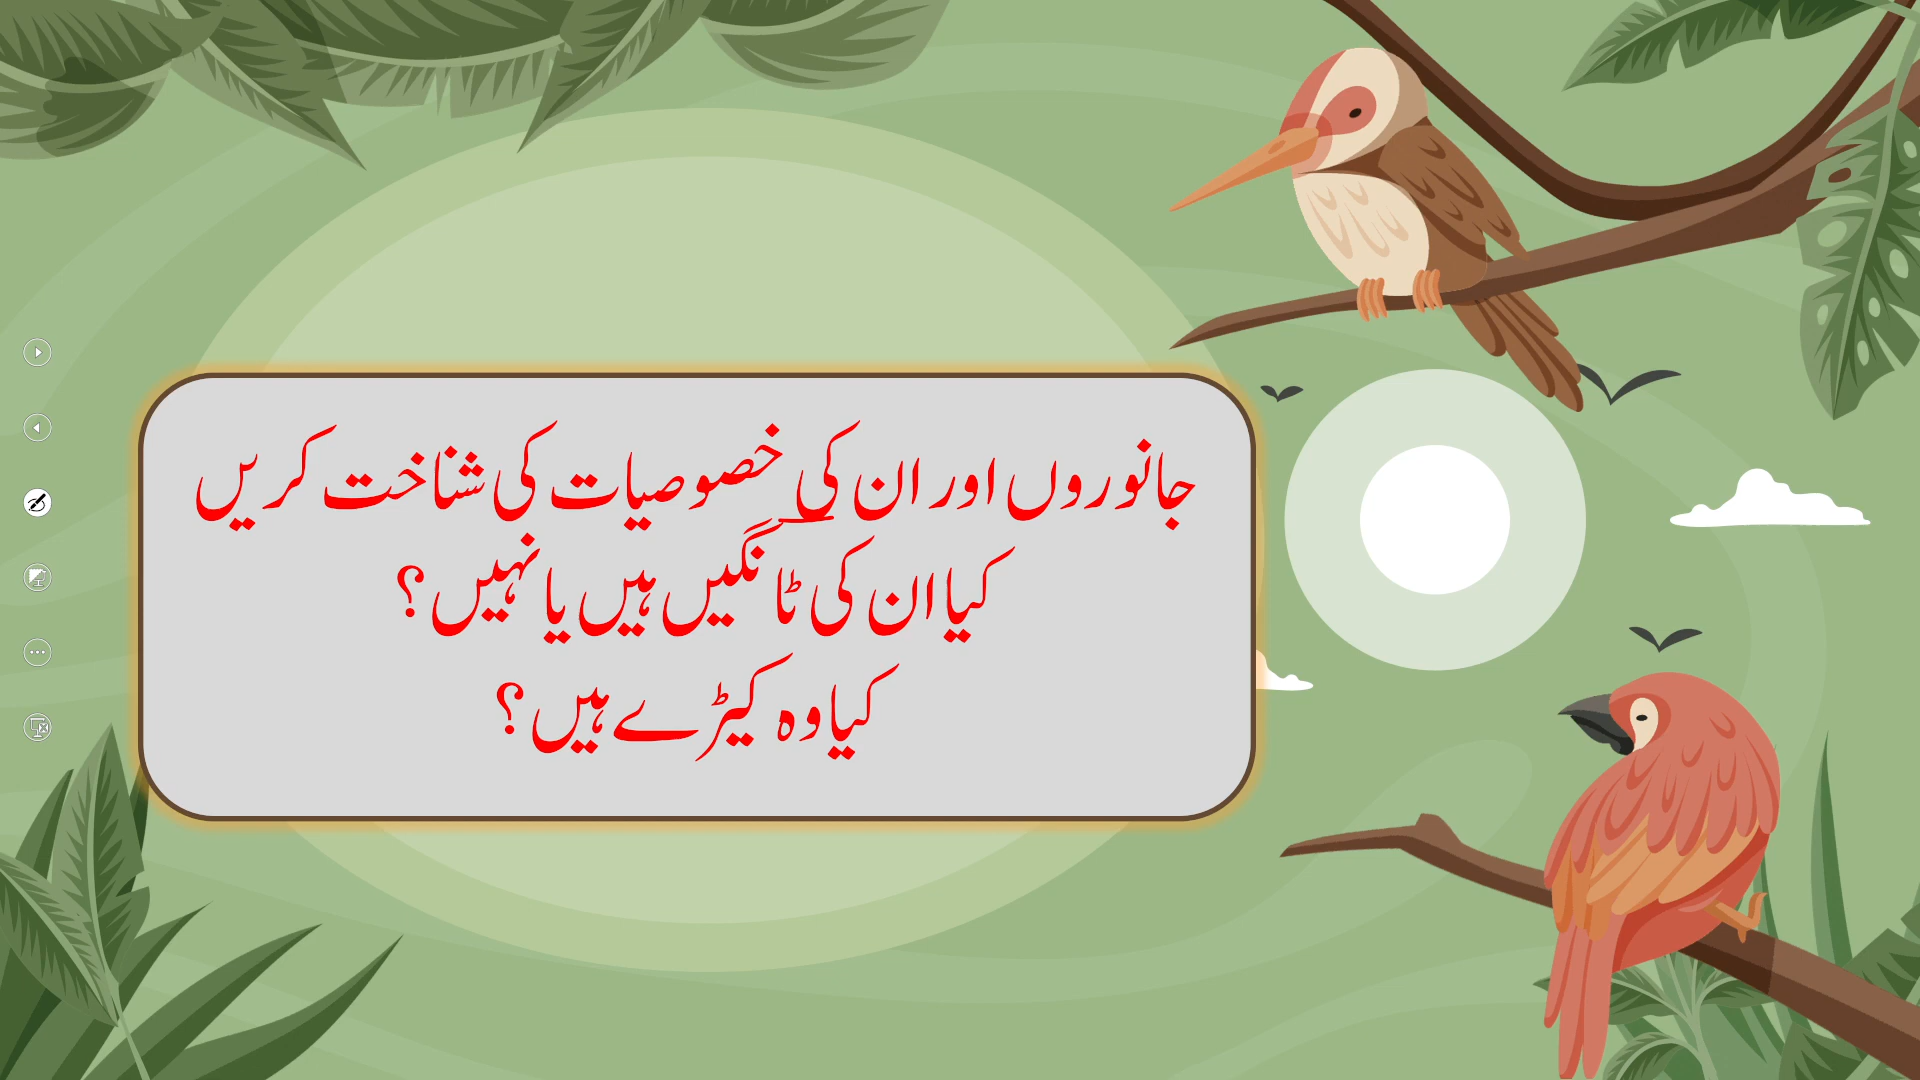 جانوروں اور ان کی خصوصیات کی شناخت کریں
کیا ان کی ٹانگیں ہیں یا نہیں؟
کیا وہ کیڑے ہیں؟